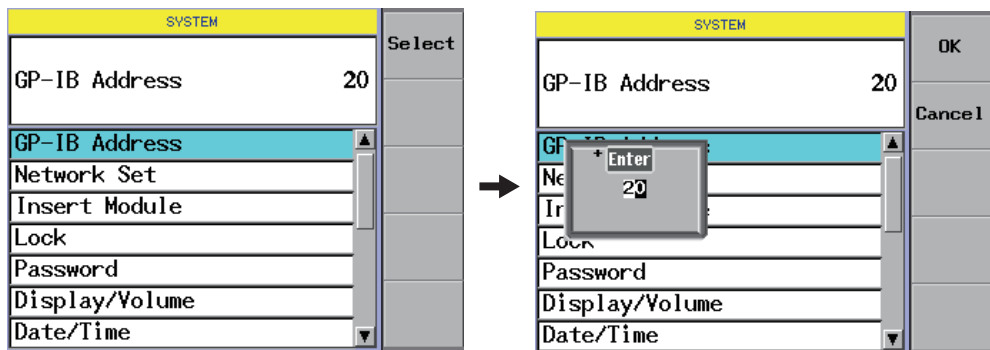 SYSTEM
Select
GP-IB Address 20
GP-IB Address
Network Set
Insert Module
Lock
Password
Display/Volume
Date/Time
SYSTEM
OK
GP-IB Address 20
Cancel
Enter
20
Lock
Password
Display/Volume
Date/Time